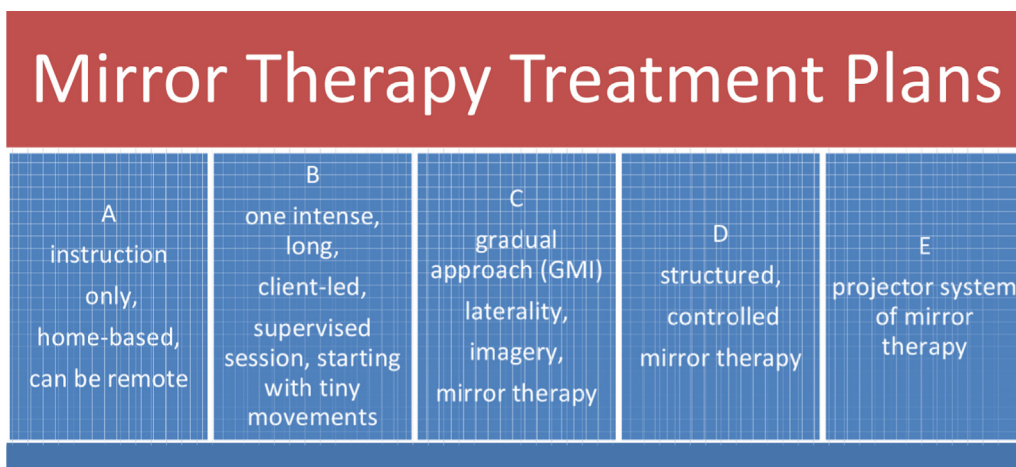 Mirror Therapy Treatment Plans
A
instruction
only,
home-based,
can be remote
B
one intense,
long,
client-led,
supervised
session, starting
with tiny
movements
C
gradual
approach (GMI)
laterality,
imagery,
mirror therapy
D
structured,
controlled
mirror therapy
E
projector system
of mirror
therapy